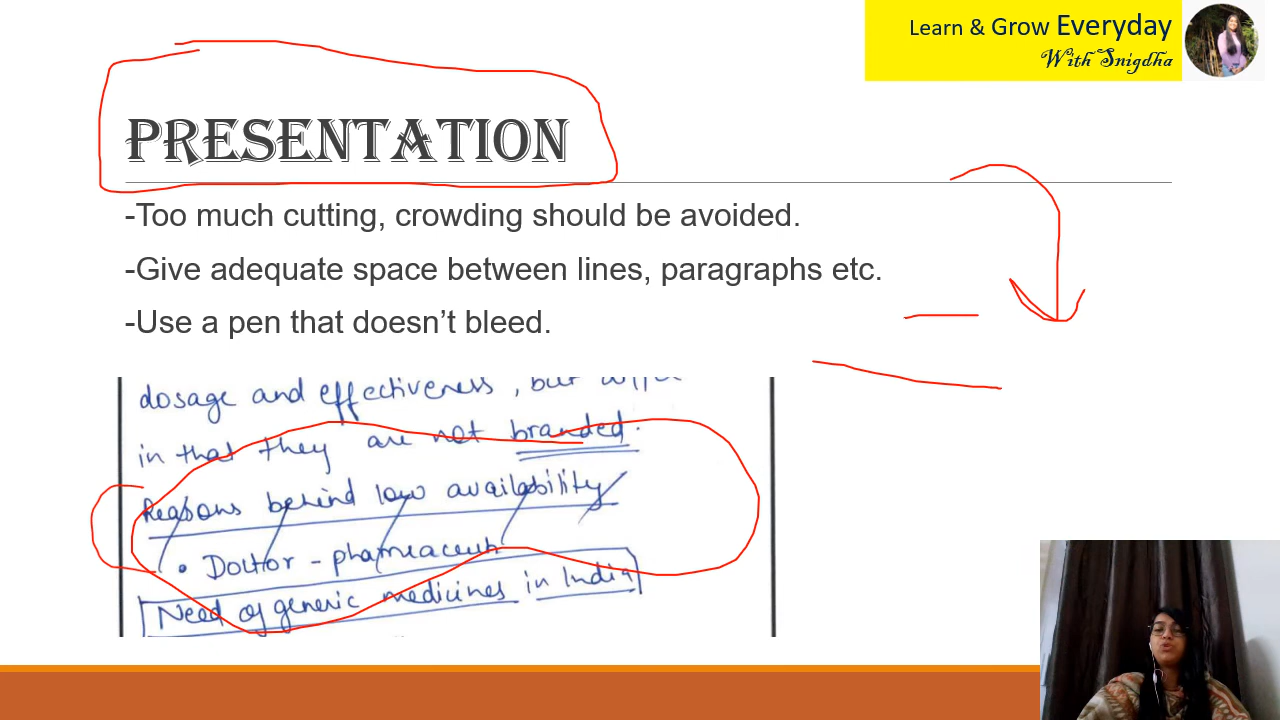 Learn & Grow Everyday
With Snigdha
PRESENTATION
-Too much cutting, crowding should be avoided.
-Give adequate space between lines, paragraphs etc.
-Use a pen that doesn’t bleed.
dosage and effectiveness, but
in that they are not branded.
Reasons behind low availability
• Doctor - pharmaceuti
Need of generic medicines in India